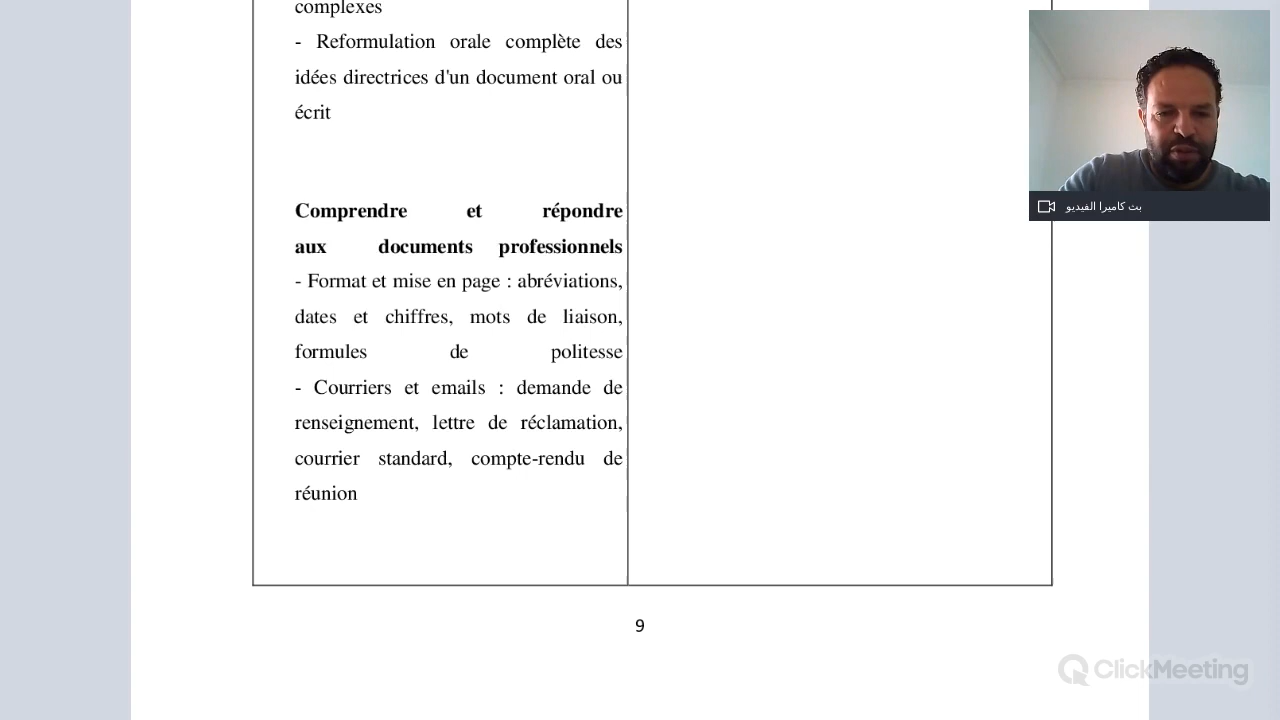 complexes
- Reformulation orale complète des
idées directrices d'un document oral ou
écrit
Comprendre et répondre
aux documents professionnels
- Format et mise en page : abréviations,
dates et chiffres, mots de liaison,
formules de politesse
- Courriers et emails : demande de
renseignement, lettre de réclamation,
courrier standard, compte-rendu de
réunion
9
بث كاميرا الفيديو
ClickMeeting